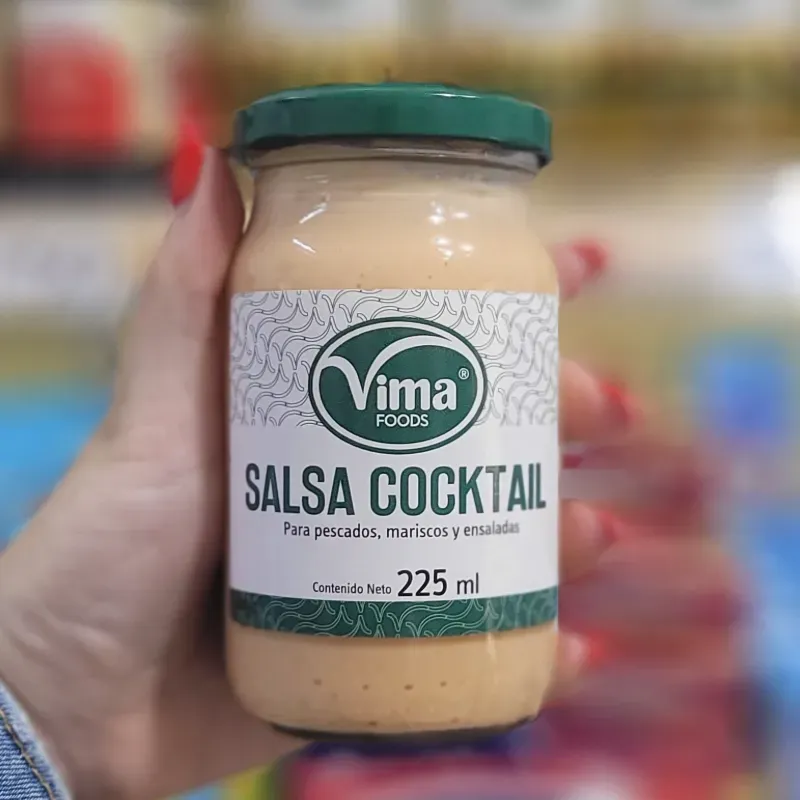 Vima®
FOODS
SALSA COCKTAIL
Para pescados, mariscos y ensaladas
Contenido Neto 225 ml